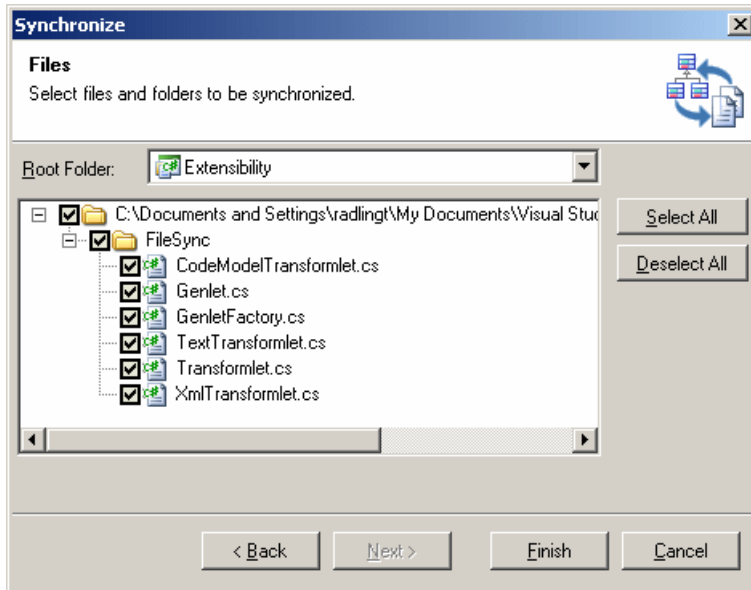 Synchronize
Files
Select files and folders to be synchronized.
Root Folder: Extensibility
C:\Documents and Settings\radlingt\My Documents\Visual Stuc
FileSync
CodeModelTransformlet.cs
Genlet.cs
GenletFactory.cs
TextTransformlet.cs
Transformlet.cs
XmlTransformlet.cs
Select All
Deselect All
< Back Next > Finish Cancel